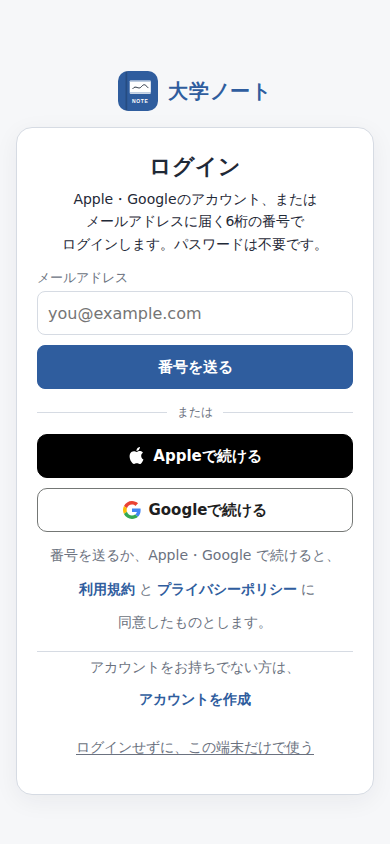 NOTE
大学ノート
ログイン
Apple・Googleのアカウント、または
メールアドレスに届く6桁の番号で
ログインします。パスワードは不要です。
メールアドレス
you@example.com
番号を送る
または
Appleで続ける
Googleで続ける
番号を送るか、Apple・Google で続けると、
利用規約 と プライバシーポリシー に
同意したものとします。
アカウントをお持ちでない方は、
アカウントを作成
ログインせずに、この端末だけで使う